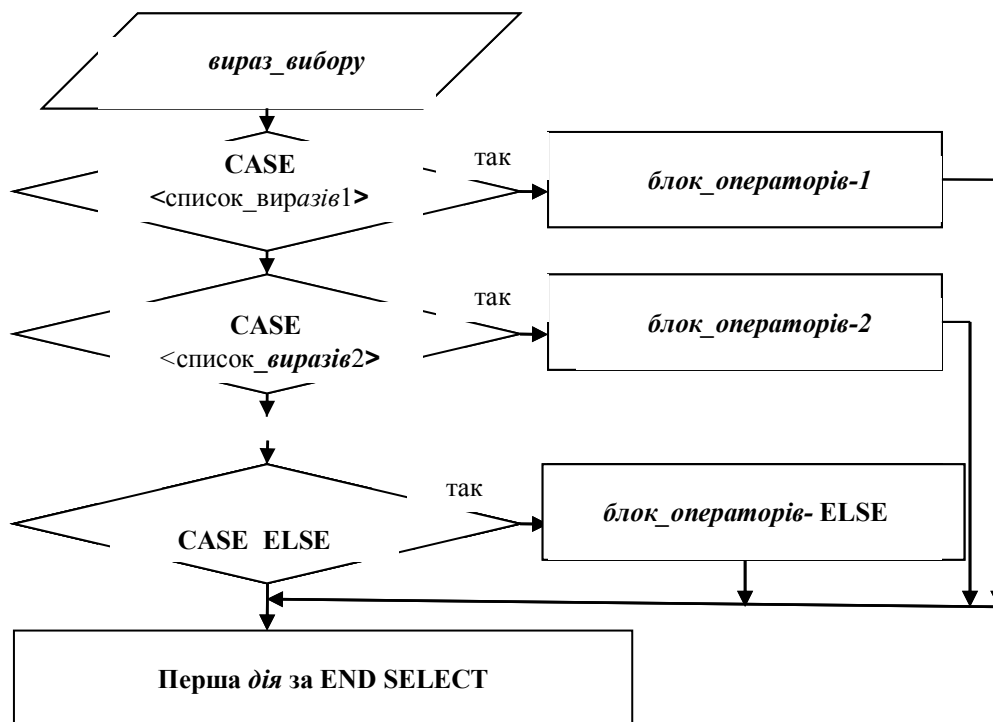 вираз_вибору
CASE
<список_виразів1>
так
блок_операторів-1
CASE
<список_виразів2>
так
блок_операторів-2
CASE ELSE
так
блок_операторів- ELSE
Перша дія за END SELECT